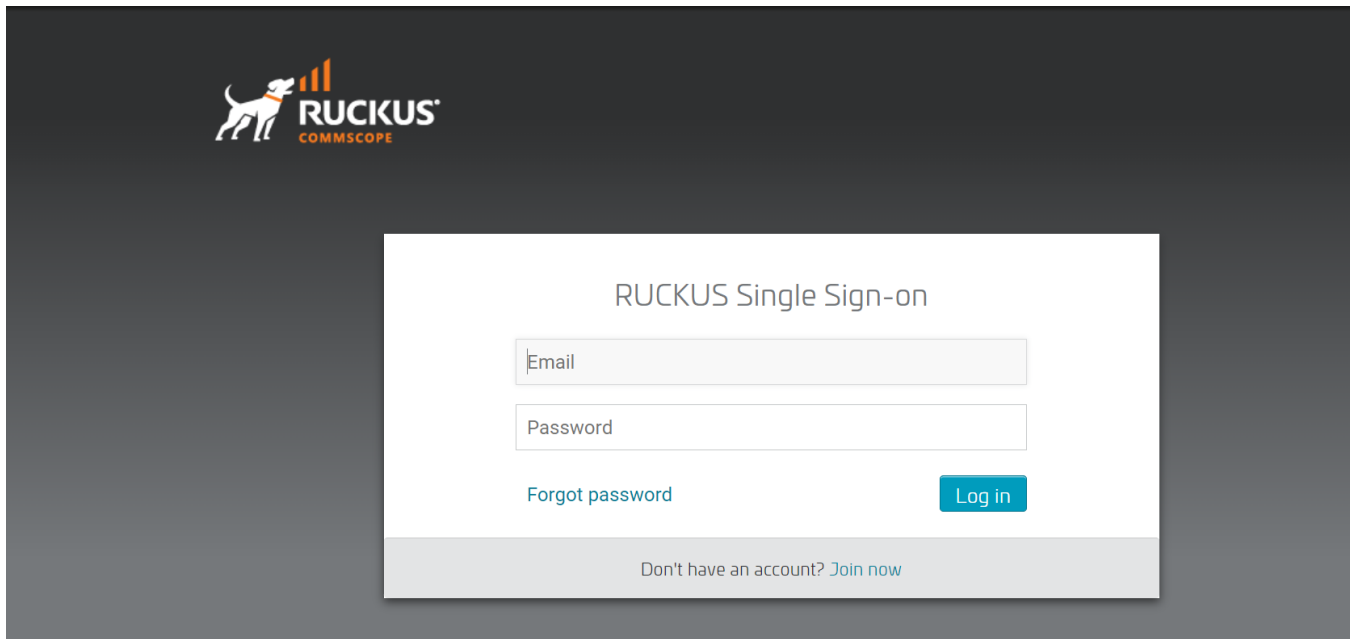 RUCKUS
COMMSCOPE
RUCKUS Single Sign-on
Email
Password
Forgot password
Log in
Don't have an account? Join now